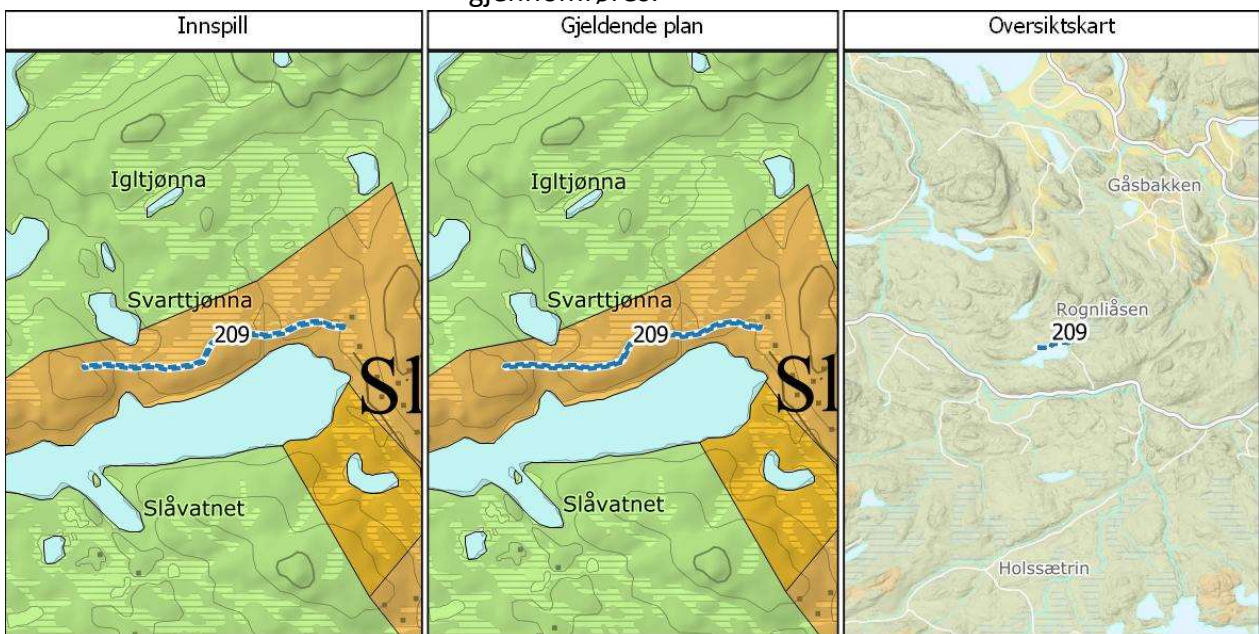 Innspill
Gjeldende plan
Oversiktskart
Igltjønna
Svarttjønna
209
Sl
Slåvatnet
Igltjønna
Svarttjønna
209
Sl
Slåvatnet
Gåsbakken
Rognliåsen
209
Holssætrin